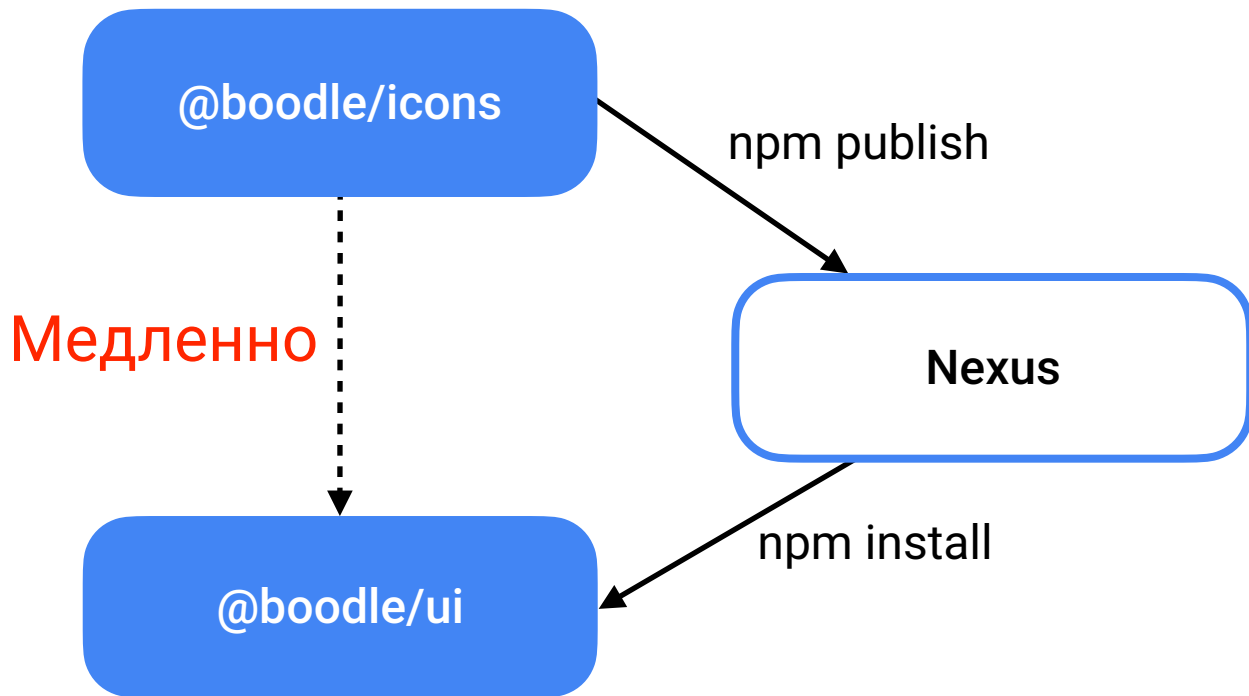 @boodle/icons
npm publish
Медленно
Nexus
npm install
@boodle/ui